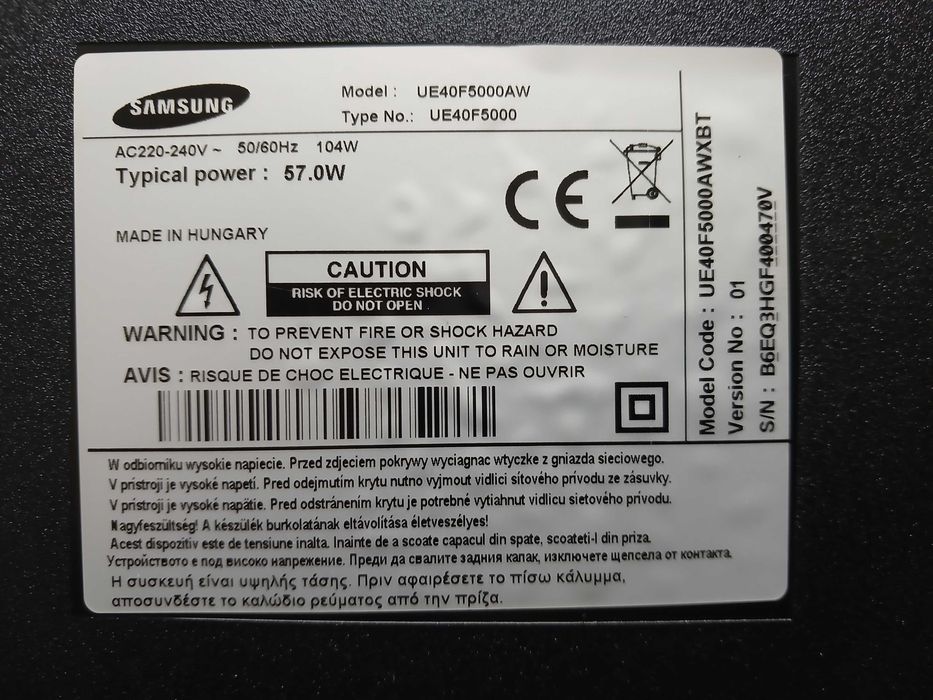 SAMSUNG
Model : UE40F5000AW
Type No.: UE40F5000
AC220-240V ~ 50/60Hz 104W
Typical power : 57.0W
MADE IN HUNGARY
CE
CAUTION
RISK OF ELECTRIC SHOCK
DO NOT OPEN
WARNING : TO PREVENT FIRE OR SHOCK HAZARD
DO NOT EXPOSE THIS UNIT TO RAIN OR MOISTURE
AVIS : RISQUE DE CHOC ELECTRIQUE - NE PAS OUVRIR
Model Code : UE40F5000AWXBT
Version No : 01
S/N : B6EQ3HGF400470V
W odbiorniku wysokie napiecie. Przed zdjeciem pokrywy wyciagnac wtyczke z gniazda sieciowego.
V prístroji je vysoké napetí. Pred odejmutím krytu nutno vyjmout vidlici sítového prívodu ze zásuvky.
V prístroji je vysoké napätie. Pred odstránením krytu je potrebné vytiahnut vidlicu sietového prívodu.
Nagyfeszültség! A készülék burkolatának eltávolítása életveszélyes!
Acest dispozitiv este de tensiune inalta. Inainte de a scoate capacul din spate, scoateti-l din priza.
Устройството е под високо напрежение. Преди да свалите задния капак, изключете щепсела от контакта.
Η συσκευή είναι υψηλής τάσης. Πριν αφαιρέσετε το πίσω κάλυμμα,
αποσυνδέστε το καλώδιο ρεύματος από την πρίζα.